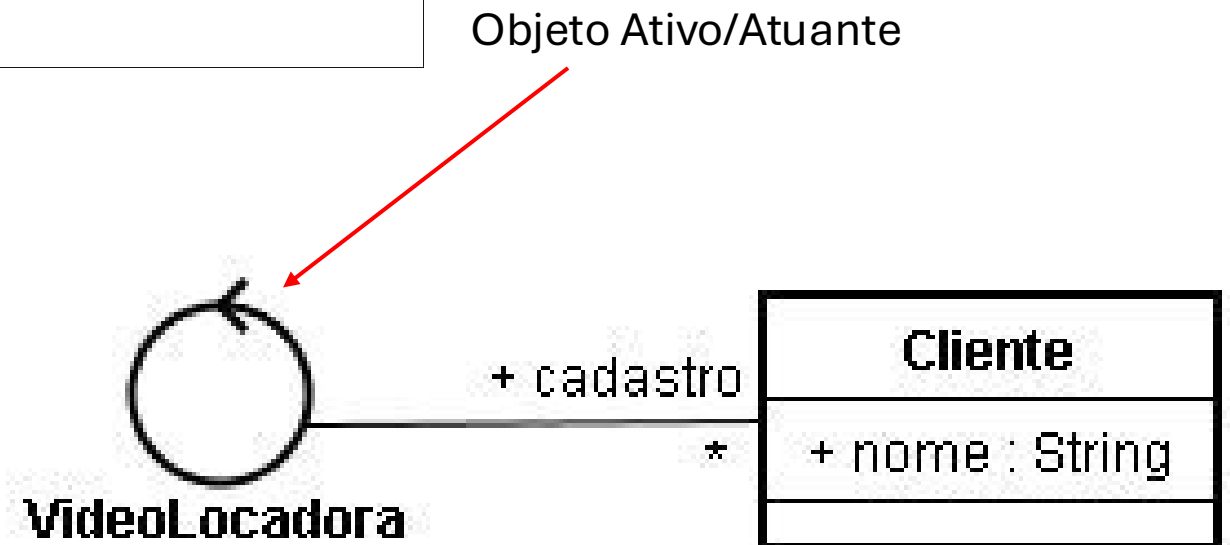 Objeto Ativo/Atuante
Cliente
+ cadastro
*
+ nome : String
VideoLocadora